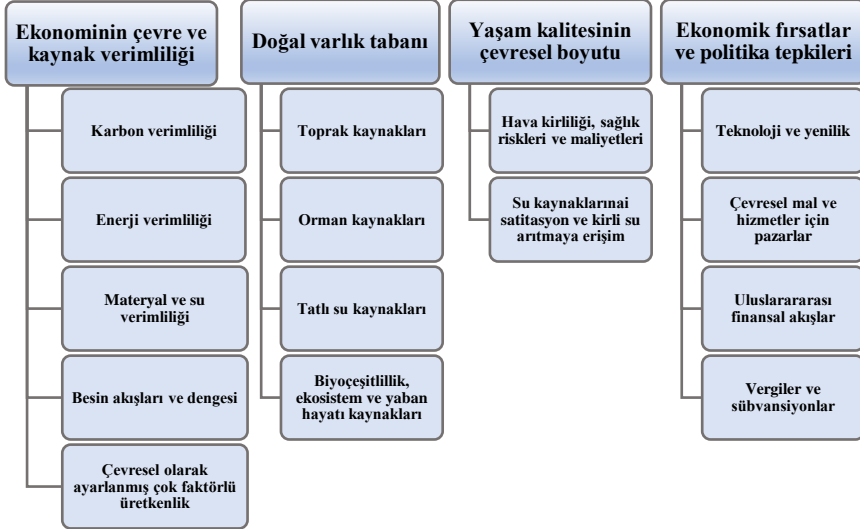 Ekonominin çevre ve
kaynak verimliliği
Karbon verimliliği
Enerji verimliliği
Materyal ve su
verimliliği
Besin akışları ve dengesi
Çevresel olarak
ayarlanmış çok faktörlü
üretkenlik
Doğal varlık tabanı
Toprak kaynakları
Orman kaynakları
Tatlı su kaynakları
Biyoçeşitlillik,
ekosistem ve yaban
hayatı kaynakları
Yaşam kalitesinin
çevresel boyutu
Hava kirliliği, sağlık
riskleri ve maliyetleri
Su kaynaklarınai
satitasyon ve kirli su
arıtmaya erişim
Ekonomik fırsatlar
ve politika tepkileri
Teknoloji ve yenilik
Çevresel mal ve
hizmetler için
pazarlar
Uluslarararası
finansal akışlar
Vergiler ve
sübvansiyonlar